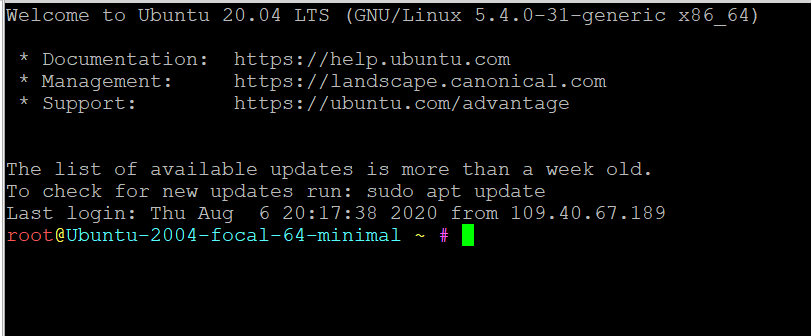 Welcome to Ubuntu 20.04 LTS (GNU/Linux 5.4.0-31-generic x86_64)
* Documentation:  https://help.ubuntu.com
* Management:     https://landscape.canonical.com
* Support:        https://ubuntu.com/advantage
The list of available updates is more than a week old.
To check for new updates run: sudo apt update
Last login: Thu Aug  6 20:17:38 2020 from 109.40.67.189
root@Ubuntu-2004-focal-64-minimal ~ #